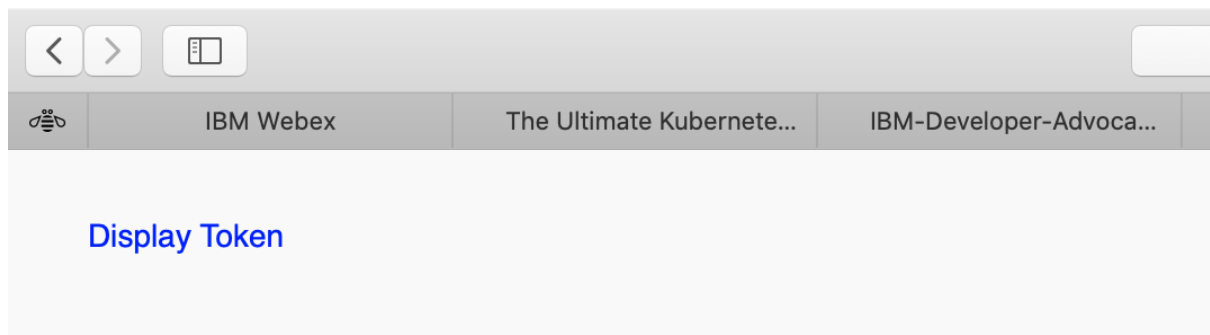 IBM Webex The Ultimate Kubernete... IBM-Developer-Advoca...
Display Token